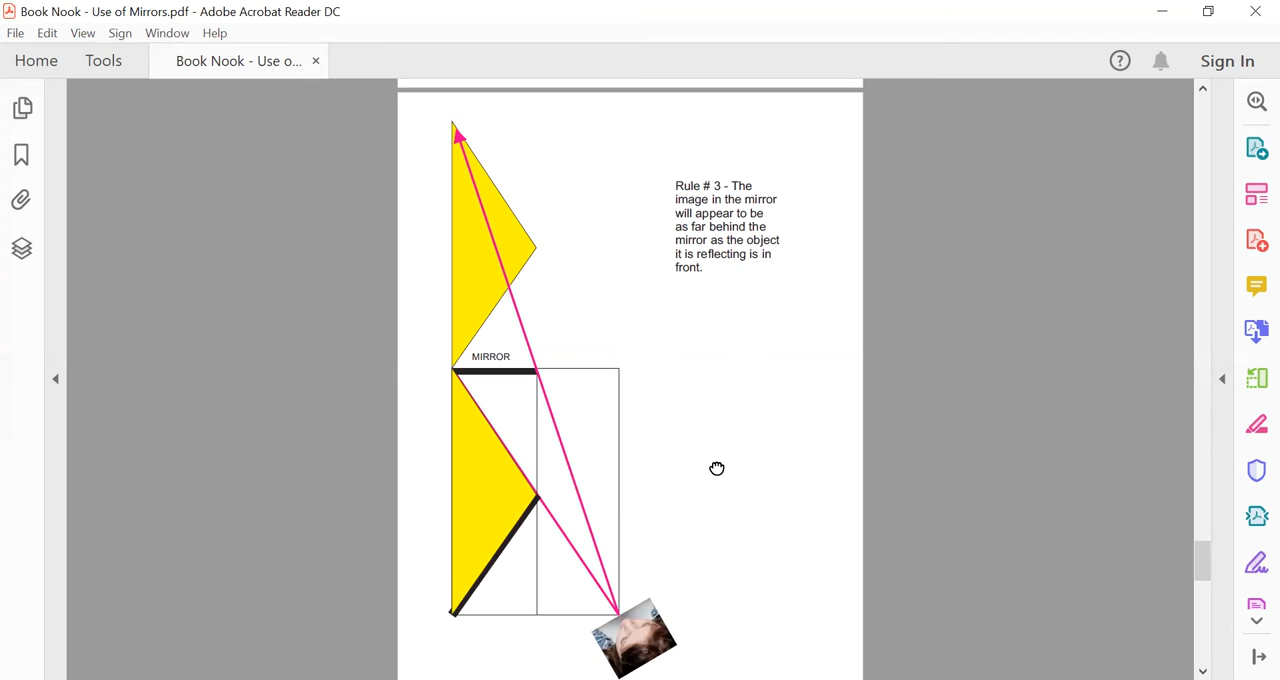 Book Nook - Use of Mirrors.pdf - Adobe Acrobat Reader DC
File Edit View Sign Window Help
Home Tools Book Nook - Use o... × ? Sign In
Rule # 3 - The
image in the mirror
will appear to be
as far behind the
mirror as the object
it is reflecting is in
front.
MIRROR